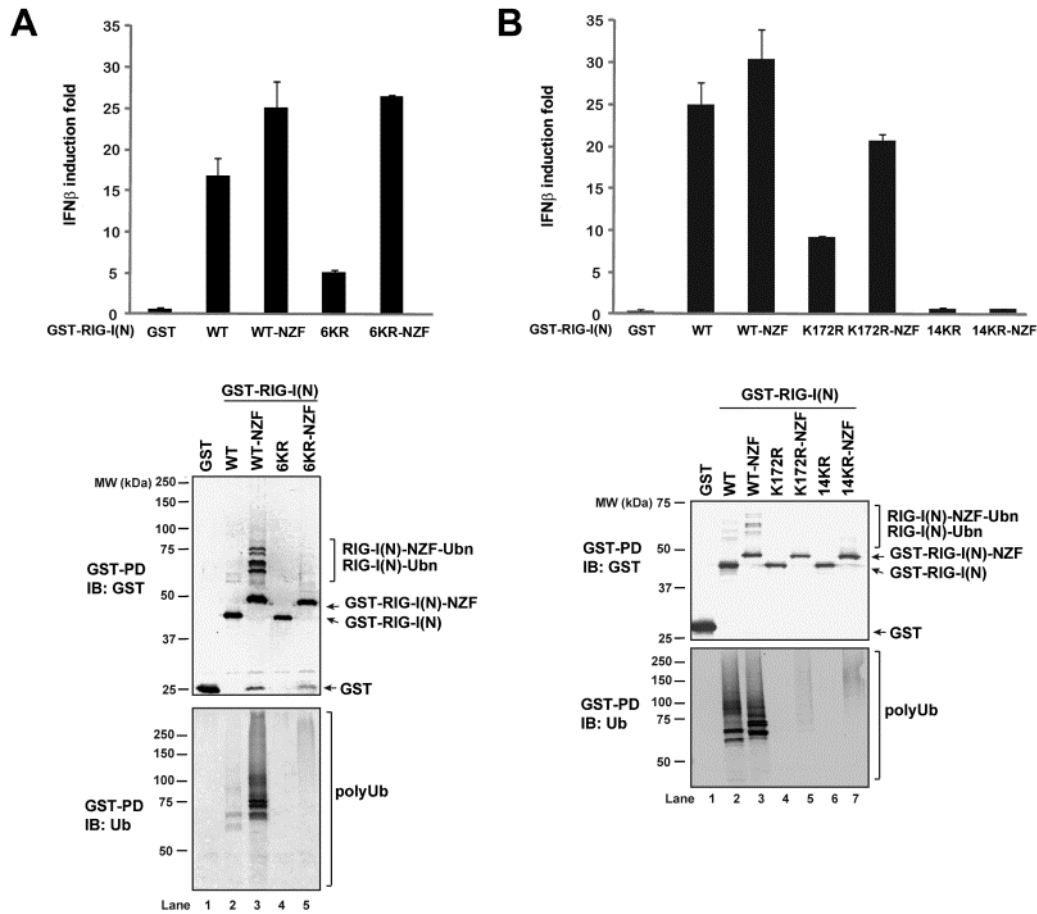 A
IFNβ induction fold
35
30
25
20
15
10
5
0
GST-RIG-I(N)
GST WT WT-NZF 6KR 6KR-NZF
GST-RIG-I(N)
GST WT WT-NZF 6KR 6KR-NZF
MW (kDa)
250
150
100
75
50
37
25
GST-PD
IB: GST
RIG-I(N)-NZF-Ubn
RIG-I(N)-Ubn
GST-RIG-I(N)-NZF
GST-RIG-I(N)
GST
250
150
100
75
50
GST-PD
IB: Ub
polyUb
Lane 1 2 3 4 5
B
IFNβ induction fold
35
30
25
20
15
10
5
0
GST-RIG-I(N)
GST WT WT-NZF K172R K172R-NZF 14KR 14KR-NZF
GST-RIG-I(N)
GST WT WT-NZF K172R K172R-NZF 14KR 14KR-NZF
MW (kDa)
75
50
37
25
GST-PD
IB: GST
RIG-I(N)-NZF-Ubn
RIG-I(N)-Ubn
GST-RIG-I(N)-NZF
GST-RIG-I(N)
GST
250
150
100
75
50
GST-PD
IB: Ub
polyUb
Lane 1 2 3 4 5 6 7